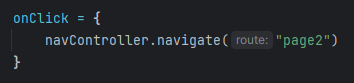 onClick = {
    navController.navigate( route: "page2")
}